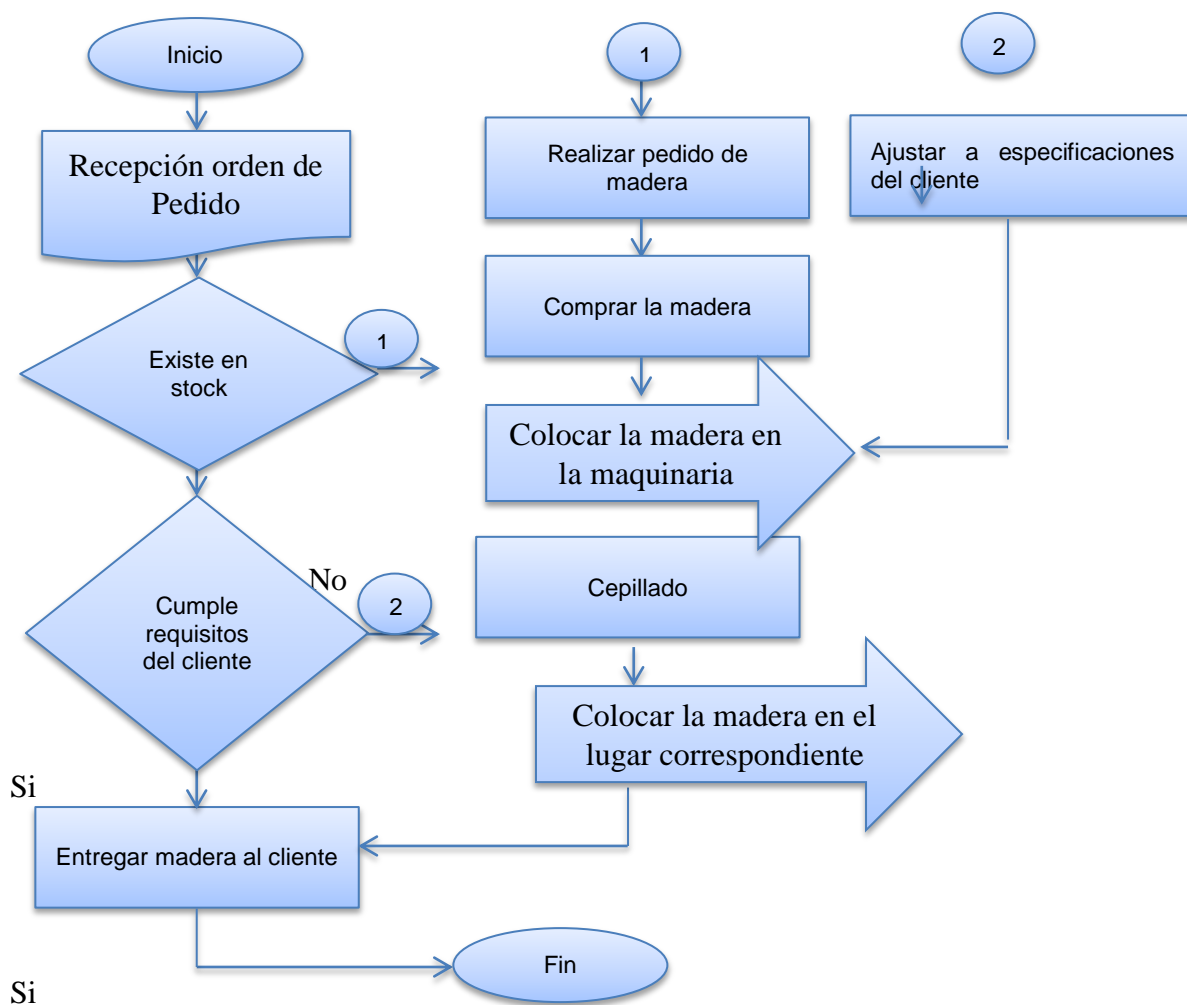 Inicio
Recepción orden de
Pedido
Existe en
stock
1
Cumple
requisitos
del cliente
No
2
Si
Entregar madera al cliente
Fin
Si
1
Realizar pedido de
madera
Comprar la madera
Colocar la madera en
la maquinaria
Cepillado
Colocar la madera en el
lugar correspondiente
2
Ajustar a especificaciones
del cliente